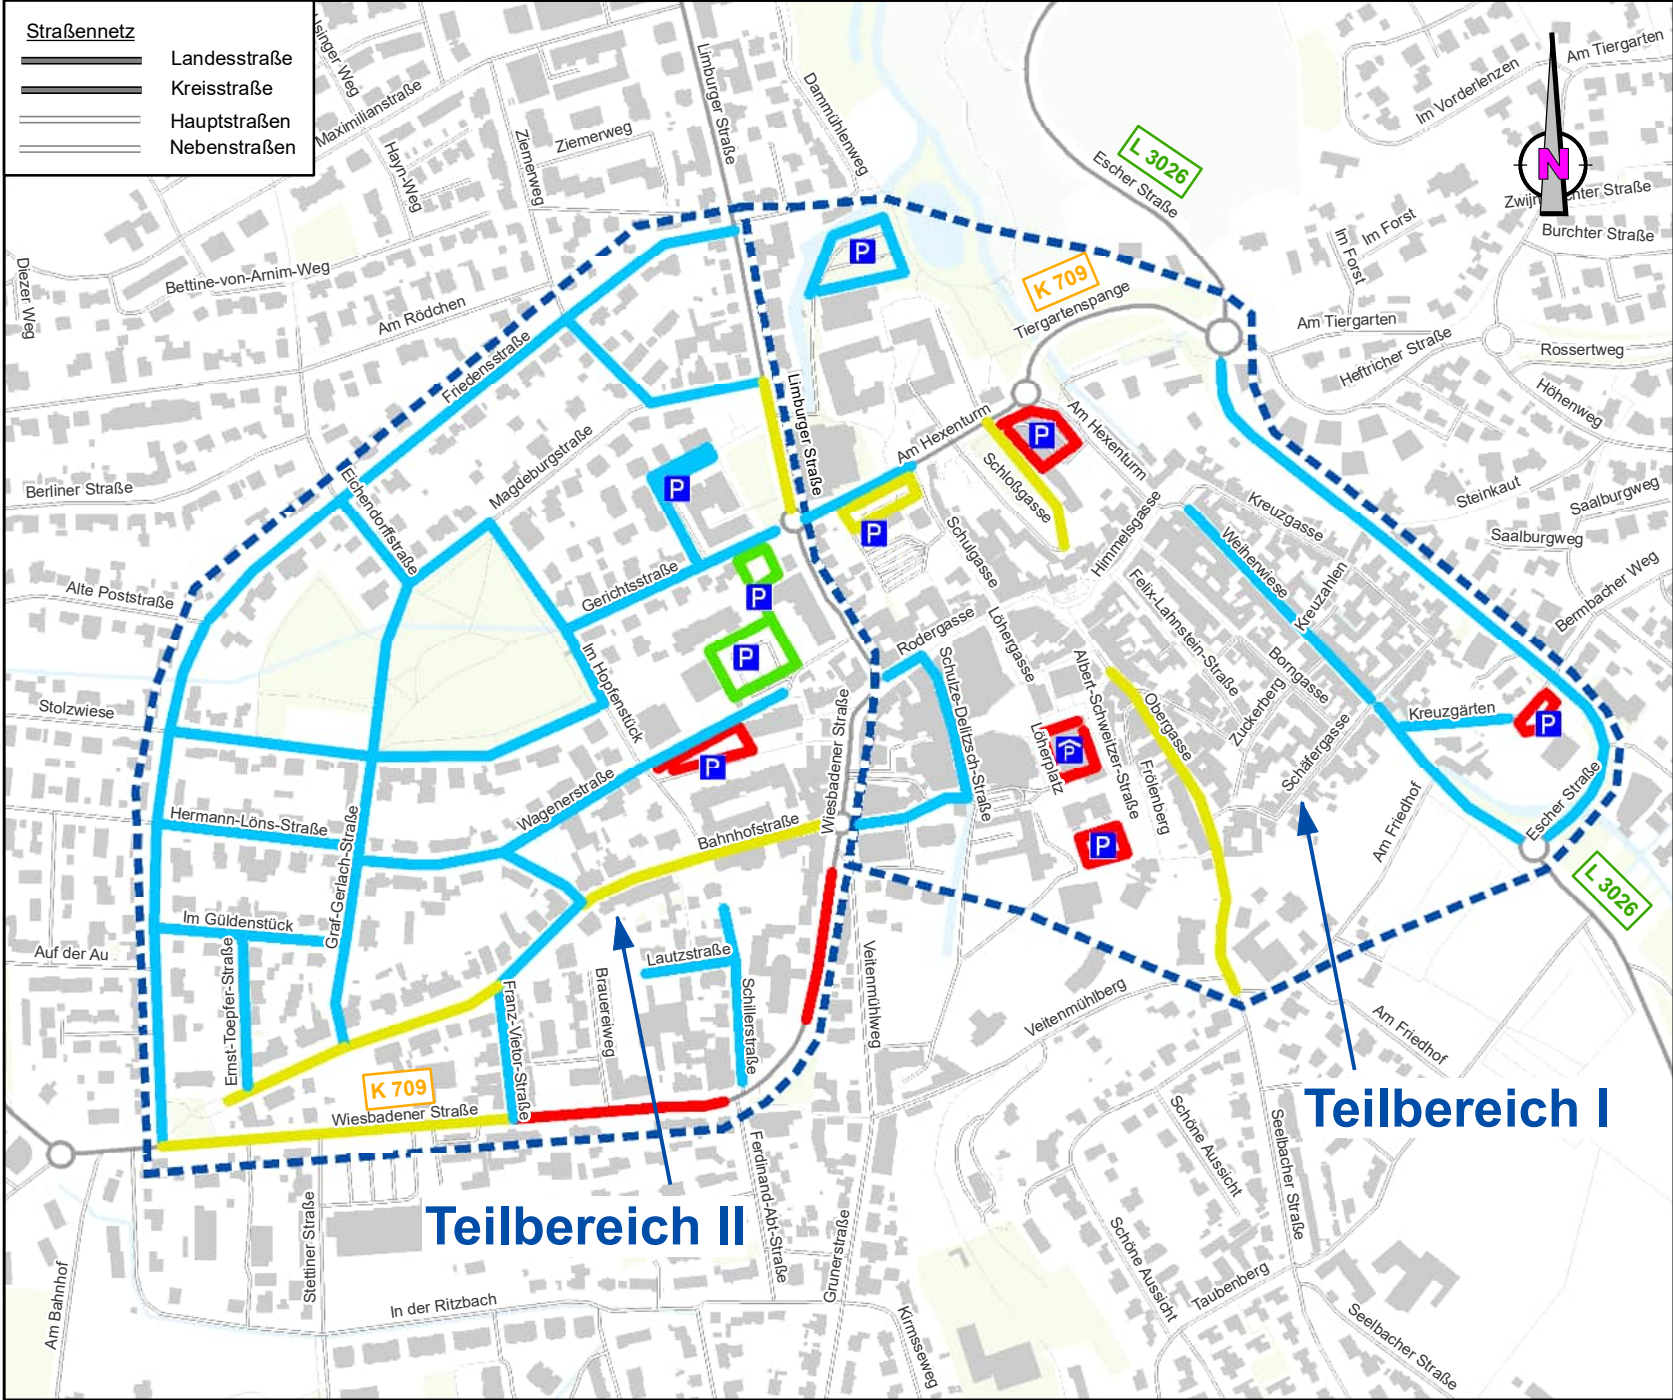 Straßennetz
Landesstraße
Kreisstraße
Hauptstraßen
Nebenstraßen
Maximilianstraße
Hayn-Weg
Ziemerweg
Ziemerweg
Limburger Straße
Dammühlenweg
Escher Straße
L 3026
Am Tiergarten
Im Vorderlenzen
N
Burchter Straße
Im Forst
Im Forst
Diezer Weg
Bettine-von-Arnim-Weg
Am Rödchen
P
K 709
Tiergartenspange
Am Tiergarten
Heftricher Straße
Rossertweg
Höhenweg
Friedensstraße
Limburger Straße
Am Hexenturm
Am Hexenturm
P
Magdeburgstraße
Eichendorffstraße
Berliner Straße
P
P
Schloßgasse
Schulgasse
Himmelsgasse
Kreuzgasse
Weiherwiese
Steinkaut
Saalburgweg
Saalburgweg
Bermbacher Weg
Alte Poststraße
Gerichtsstraße
P
P
Im Hopfenstück
Rodergasse
Löhergasse
Felix-Lahnstein-Straße
Kreuzahlen
Borngasse
Zuckerberg
Schäfergasse
Stolzwiese
Schulze-Delitzsch-Straße
Albert-Schweitzer-Straße
Obergasse
Kreuzgärten
P
P
P
Löherplatz
Frölenberg
Wiesbadener Straße
Wagenerstraße
Bahnhofstraße
Hermann-Löns-Straße
Graf-Gerlach-Straße
P
Am Friedhof
Escher Straße
L 3026
Im Güldenstück
Auf der Au
Ernst-Toepfer-Straße
Lautzstraße
Brauereiweg
Franz-Vietor-Straße
Schillerstraße
Veitenmühlweg
Veitenmühlberg
Am Friedhof
K 709
Wiesbadener Straße
Teilbereich I
Teilbereich II
Schöne Aussicht
Seelbacher Straße
Ferdinand-Abt-Straße
Grunerstraße
Stettiner Straße
Am Bahnhof
In der Ritzbach
Kirmsseweg
Schöne Aussicht
Taubenberg
Seelbacher Straße